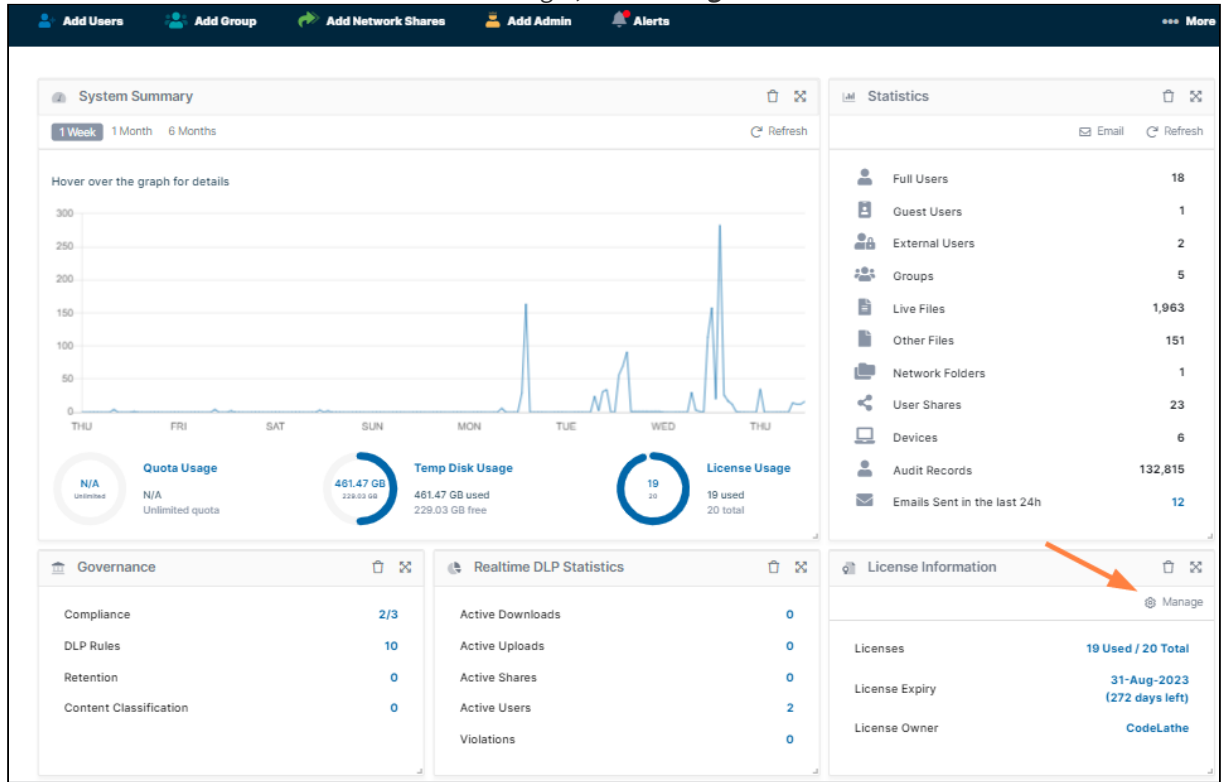 Add Users Add Group Add Network Shares Add Admin Alerts More
System Summary
1 Week 1 Month 6 Months Refresh
Hover over the graph for details
300
250
200
150
100
50
0
THU FRI SAT SUN MON TUE WED THU
N/A
Unlimited
Quota Usage
N/A
Unlimited quota
461.47 GB
229.03 GB
Temp Disk Usage
461.47 GB used
229.03 GB free
19
20
License Usage
19 used
20 total
Statistics
Email Refresh
Full Users 18
Guest Users 1
External Users 2
Groups 5
Live Files 1,963
Other Files 151
Network Folders 1
User Shares 23
Devices 6
Audit Records 132,815
Emails Sent in the last 24h 12
Governance
Compliance 2/3
DLP Rules 10
Retention 0
Content Classification 0
Realtime DLP Statistics
Active Downloads 0
Active Uploads 0
Active Shares 0
Active Users 2
Violations 0
License Information
Manage
Licenses 19 Used / 20 Total
License Expiry 31-Aug-2023
(272 days left)
License Owner CodeLathe